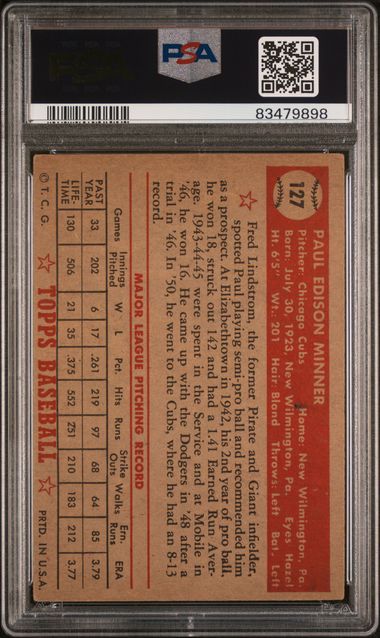 PSA
PSA
83479898
127
PAUL EDISON MINNER
Pitcher: Chicago Cubs Home: New Wilmington, Pa.
Born: July 30, 1923, New Wilmington, Pa. Eyes Hazel
Ht. 6'5" Wt.: 201 Hair: Blond Throws: Left Bat. Left
Fred Lindstrom, the former Pirate and Giant infielder,
spotted Paul playing semi-pro ball and recommended him
as a prospect. At Elizabethtown in 1942, his 2nd year of pro ball,
he won 18, struck out 142 and had a 1.41 Earned Run Aver-
age. 1943-44-45 were spent in the Service and at Mobile in
'46, he won 16. He came up with the Dodgers in '48 after a
trial in '46. In '50, he went to the Cubs, where he had an 8-13
record.
MAJOR LEAGUE PITCHING RECORD
Games Innings Pitched W L Pct. Hits Runs Strike Outs Walks Ern. Runs ERA
PAST YEAR 33 202 6 17 .261 219 97 68 64 85 3.79
LIFE-TIME 130 506 21 35 .375 552 251 210 183 212 3.77
© T. C. G. TOPPS BASEBALL PRTD. IN U.S.A.